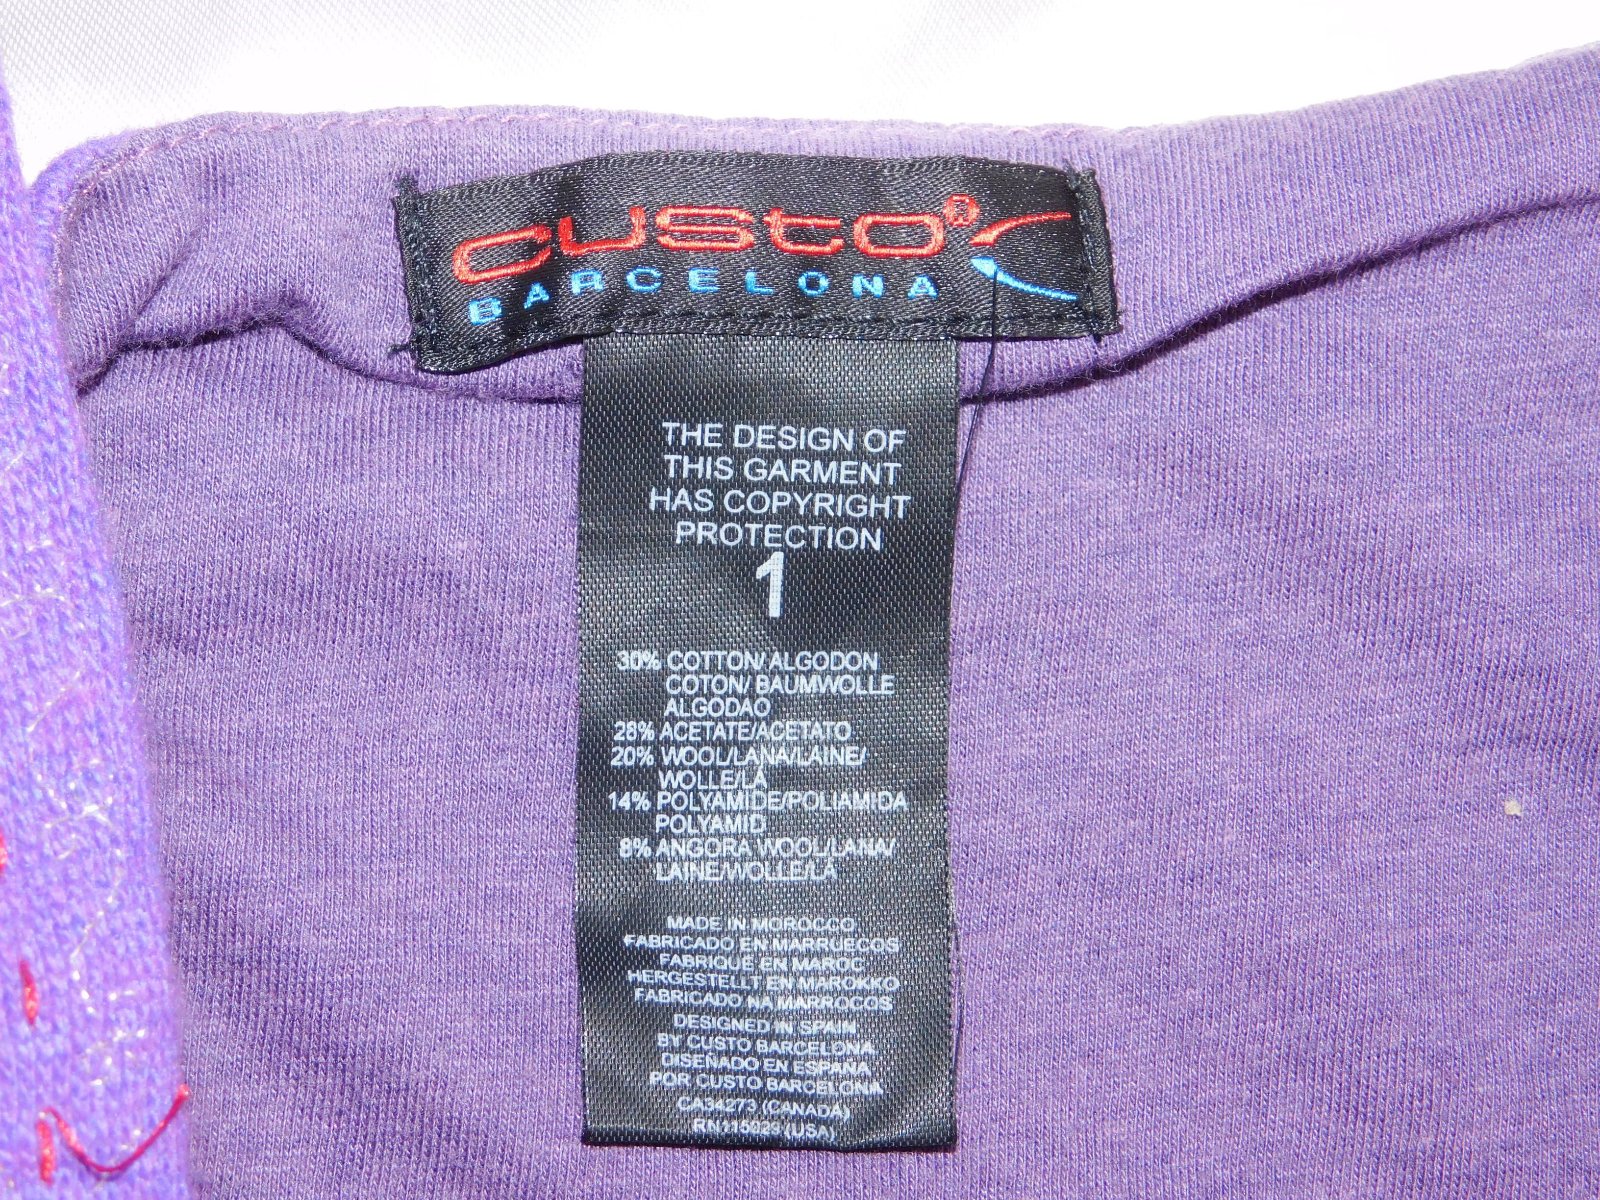 custo®
BARCELONA
THE DESIGN OF
THIS GARMENT
HAS COPYRIGHT
PROTECTION
1
30% COTTON/ALGODON
COTON/BAUMWOLLE
ALGODAO
28% ACETATE/ACETATO
20% WOOL/LANA/LAINE/
WOLLE/LÃ
14% POLYAMIDE/POLIAMIDA
POLYAMID
8% ANGORA WOOL/LANA/
LAINE/WOLLE/LÃ
MADE IN MOROCCO
FABRICADO EN MARRUECOS
FABRIQUE EN MAROC
HERGESTELLT EN MAROKKO
FABRICADO NA MARROCOS
DESIGNED IN SPAIN
BY CUSTO BARCELONA
DISEÑADO EN ESPAÑA
POR CUSTO BARCELONA
CA34273 (CANADA)
RN115029 (USA)